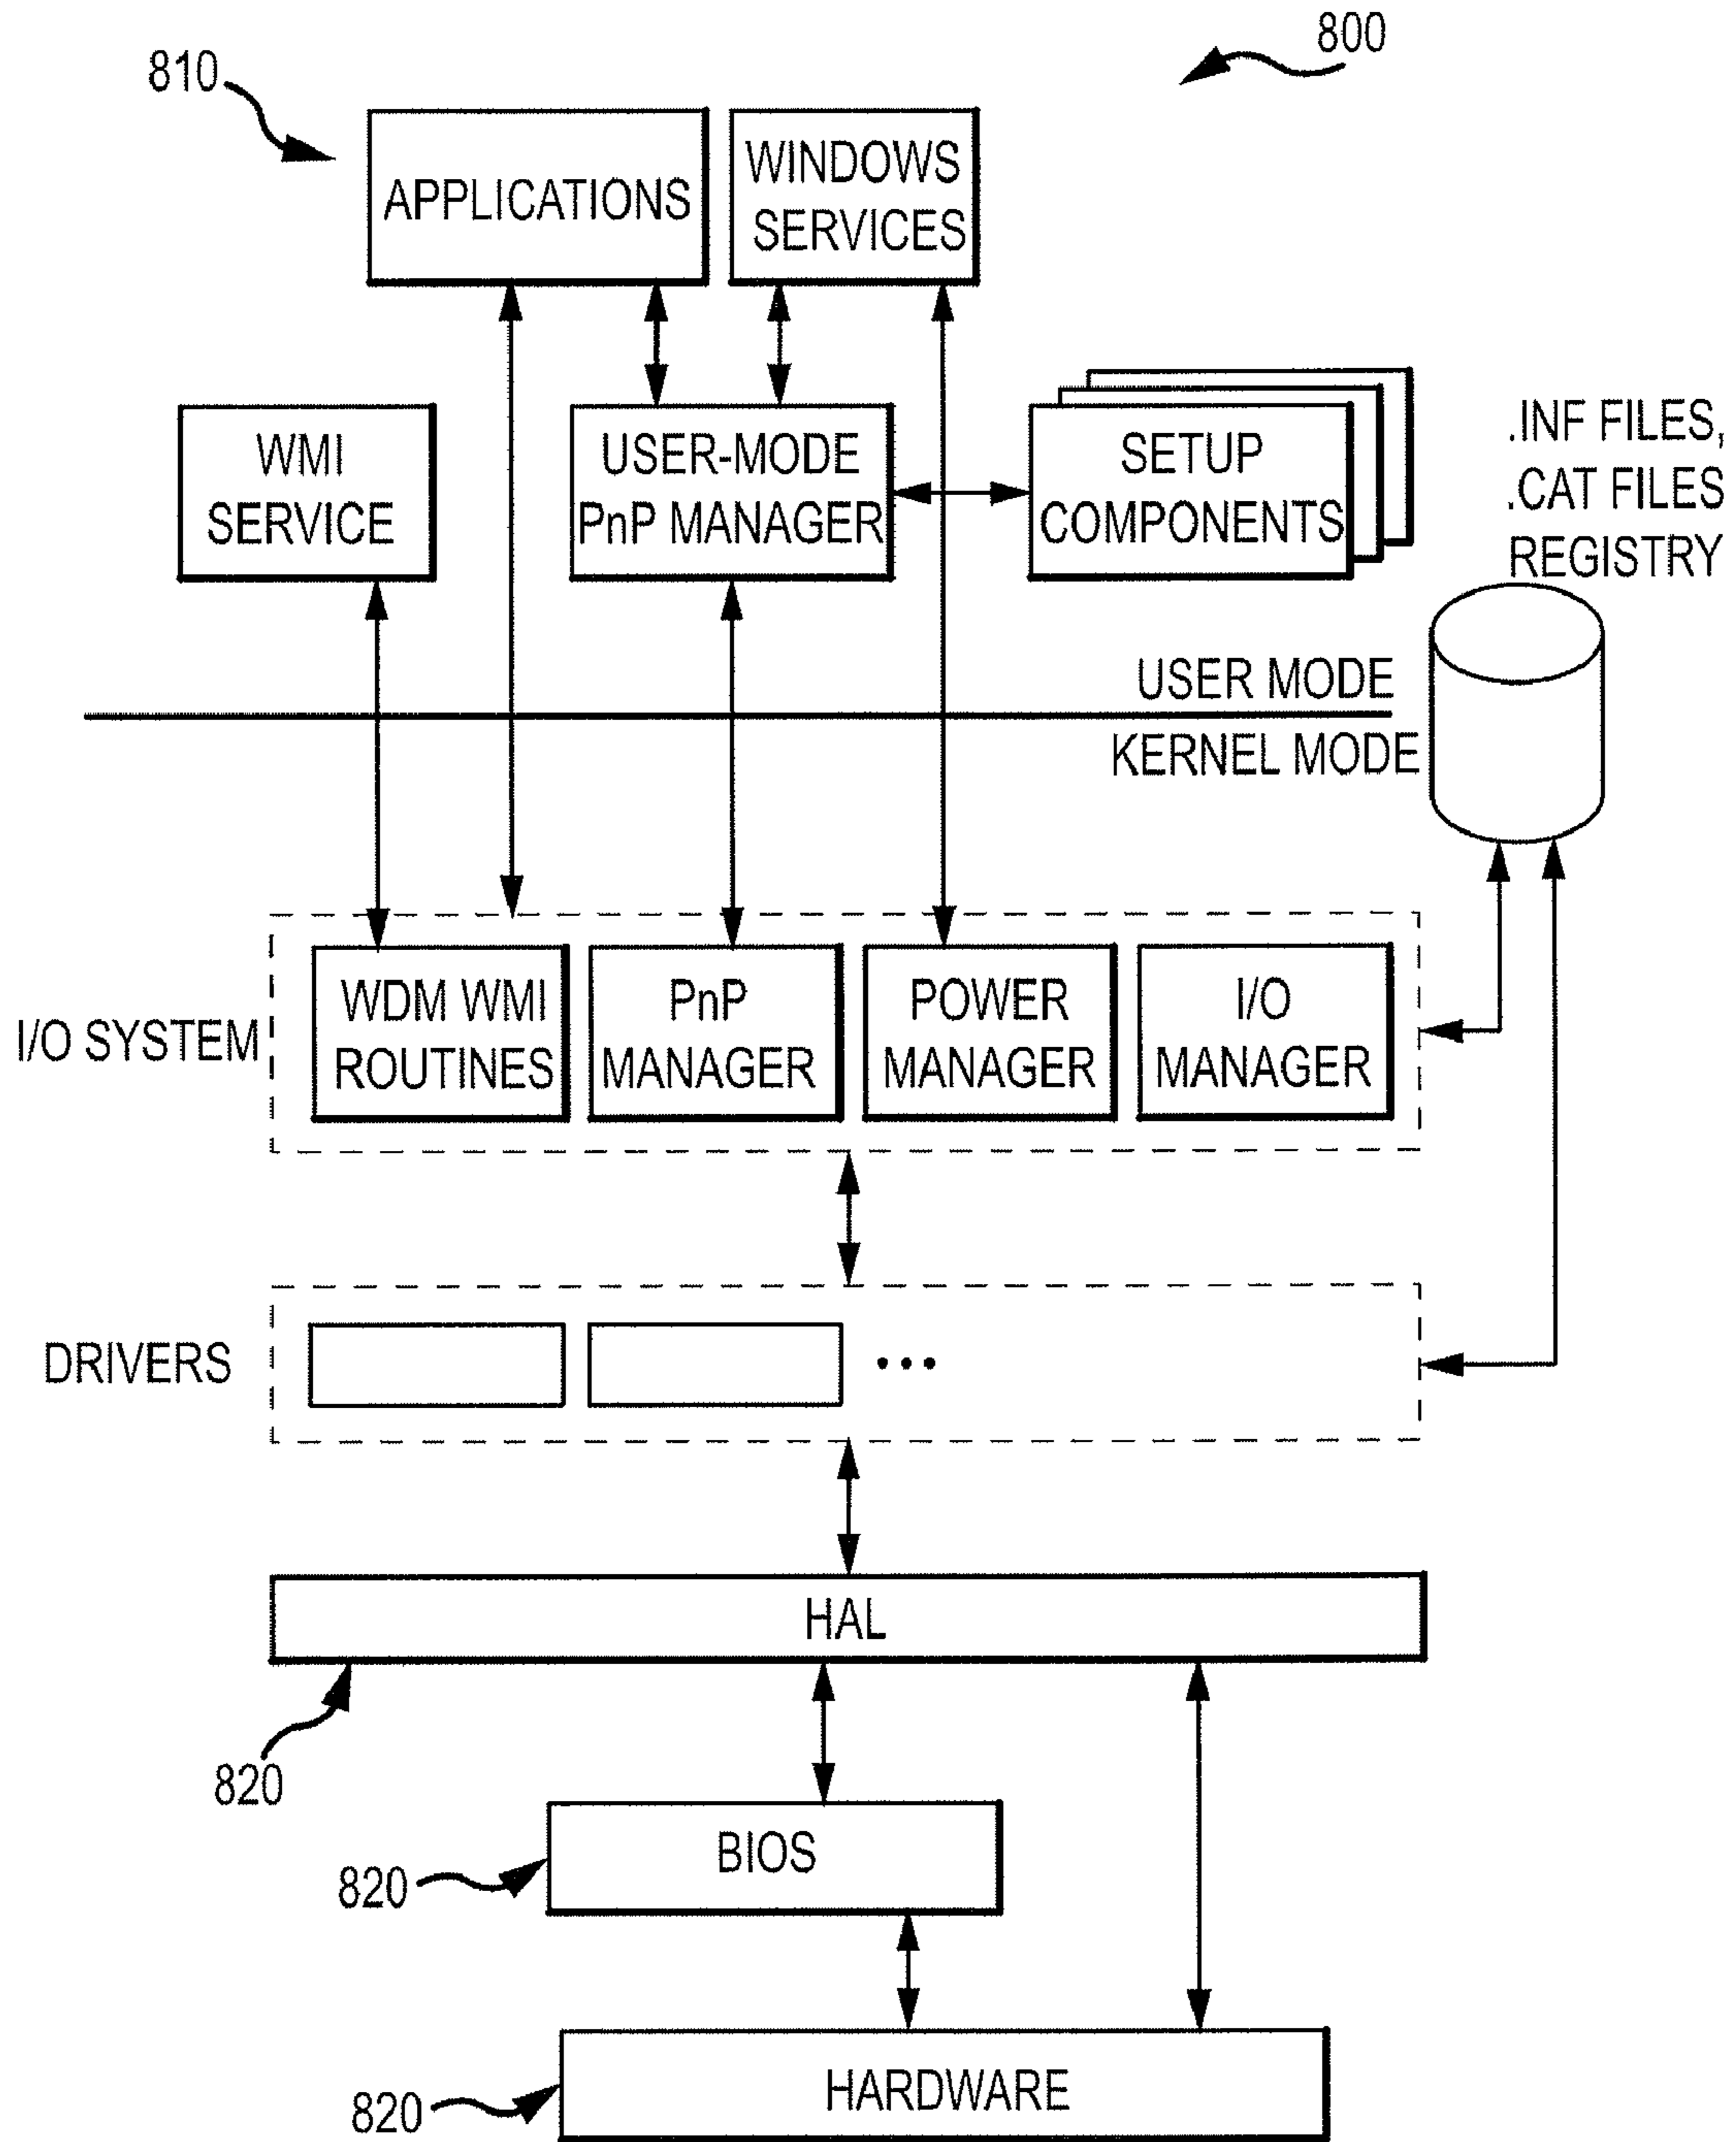 800
810
APPLICATIONS
WINDOWS
SERVICES
WMI
SERVICE
USER-MODE
PnP MANAGER
SETUP
COMPONENTS
.INF FILES,
.CAT FILES
REGISTRY
USER MODE
KERNEL MODE
I/O SYSTEM
WDM WMI
ROUTINES
PnP
MANAGER
POWER
MANAGER
I/O
MANAGER
DRIVERS
•••
HAL
820
BIOS
820
HARDWARE
820